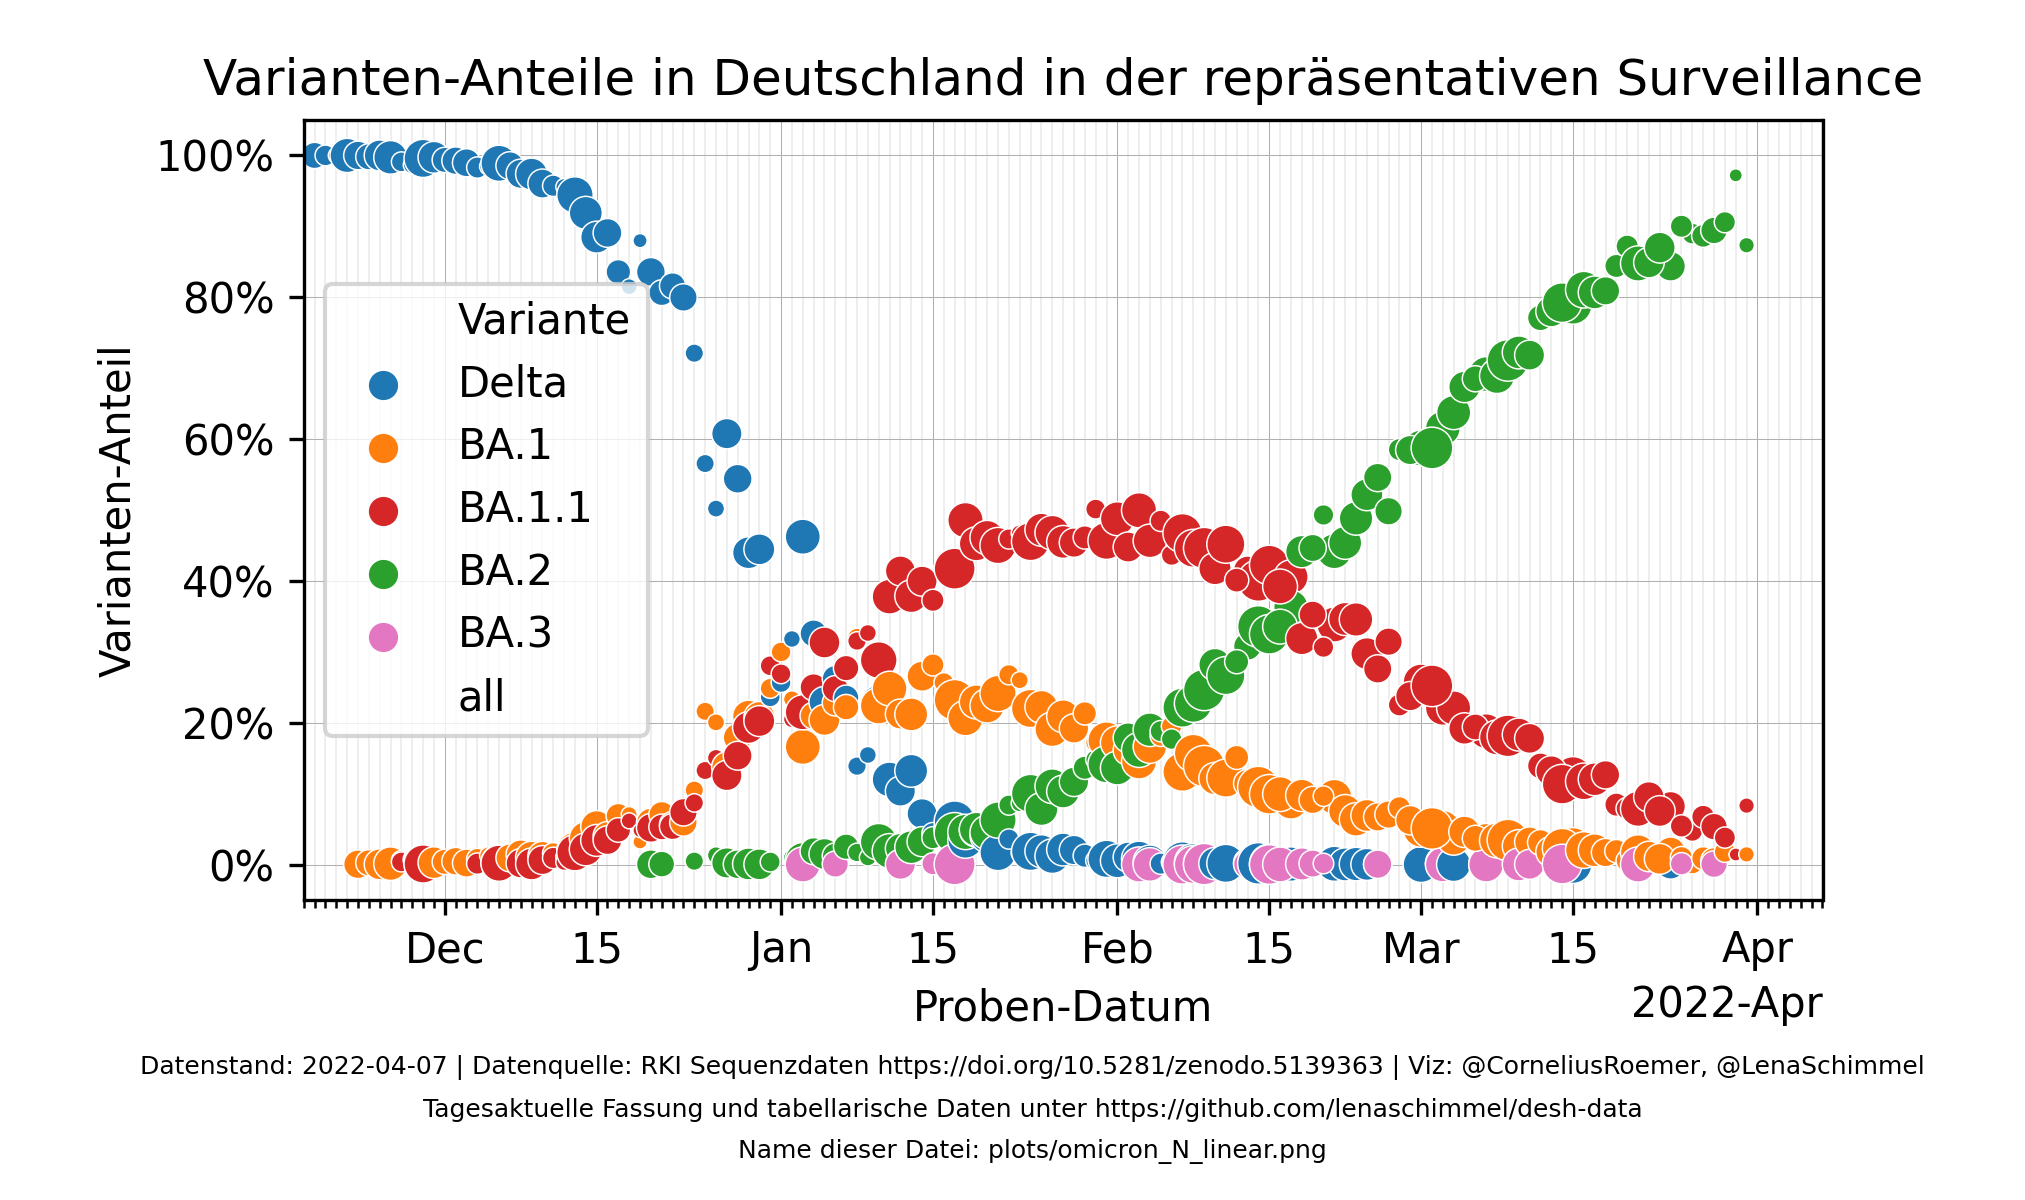 Varianten-Anteile in Deutschland in der repräsentativen Surveillance
100%
80%
60%
40%
20%
0%
Varianten-Anteil
Variante
Delta
BA.1
BA.1.1
BA.2
BA.3
all
Dec 15 Jan 15 Feb 15 Mar 15 Apr
Proben-Datum
2022-Apr
Datenstand: 2022-04-07 | Datenquelle: RKI Sequenzdaten https://doi.org/10.5281/zenodo.5139363 | Viz: @CorneliusRoemer, @LenaSchimmel
Tagesaktuelle Fassung und tabellarische Daten unter https://github.com/lenaschimmel/desh-data
Name dieser Datei: plots/omicron_N_linear.png